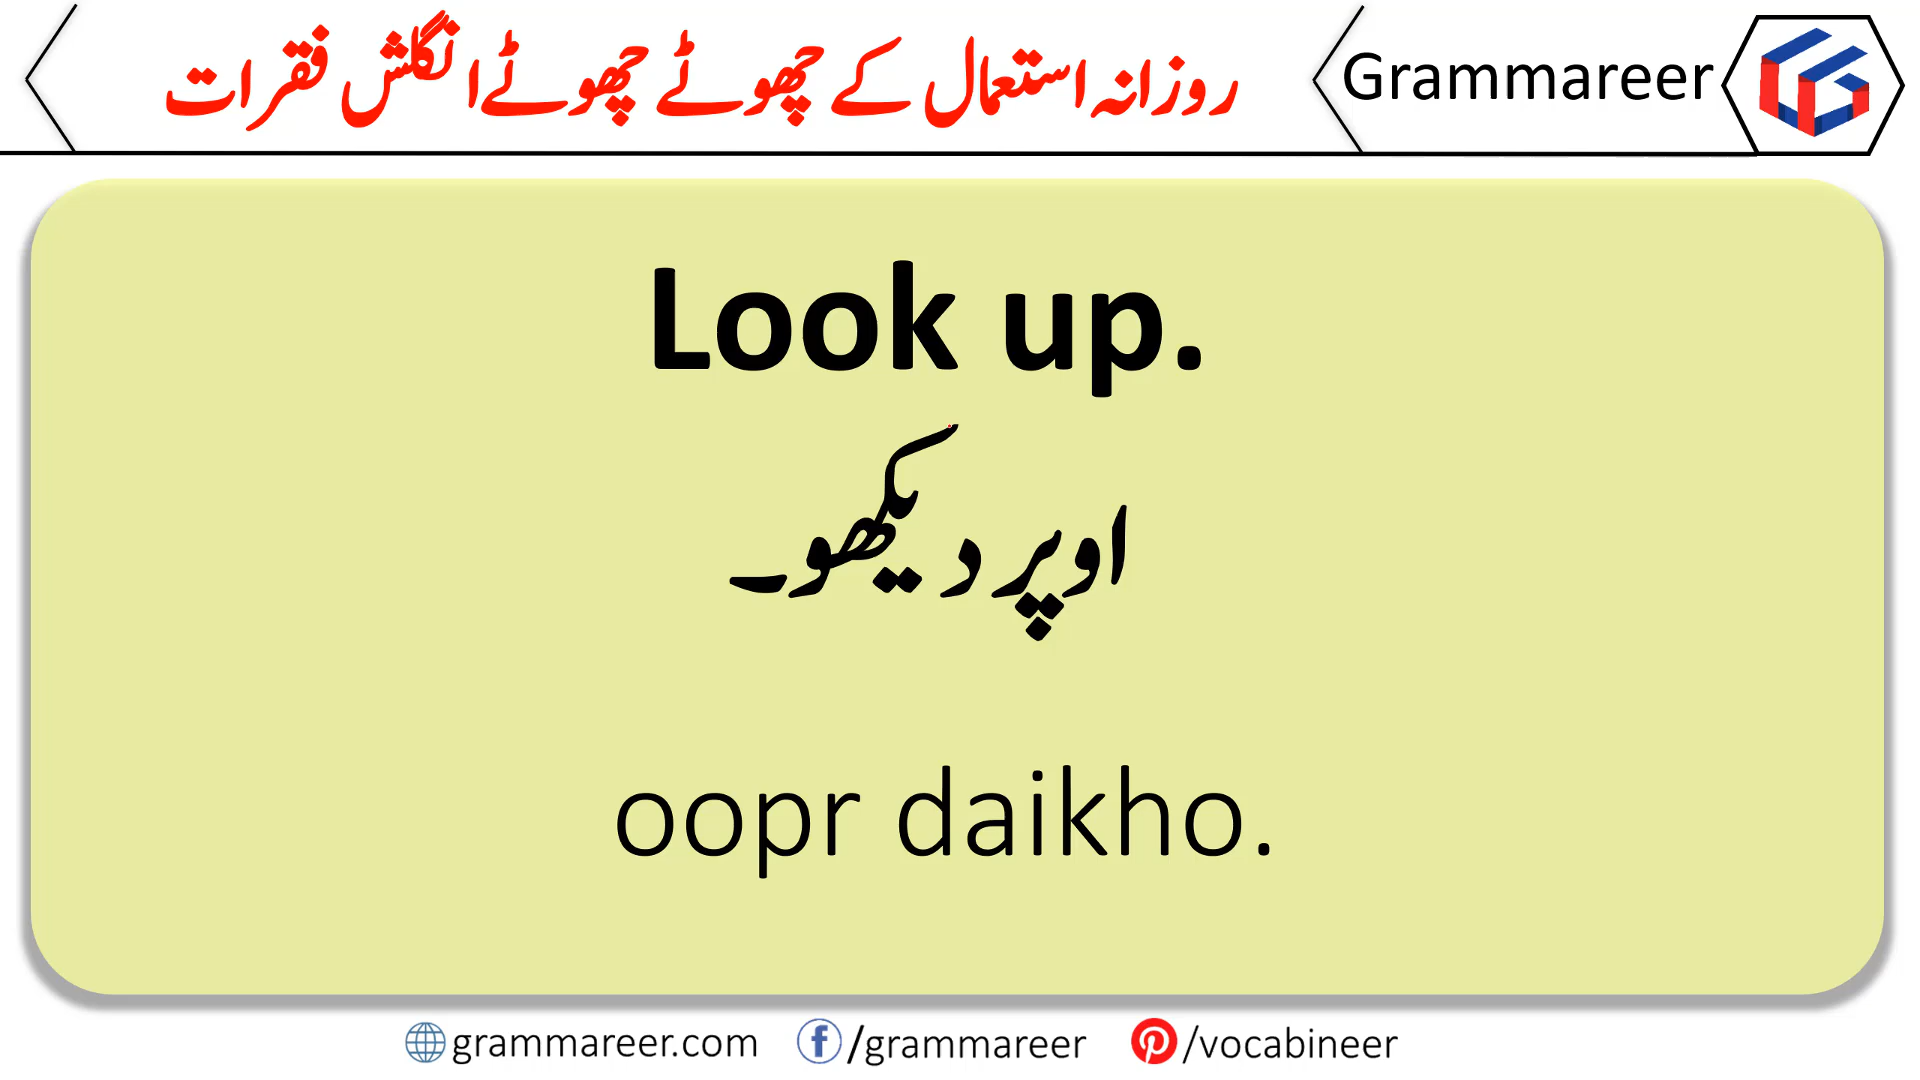 روزانہ استعمال کے چھوٹے چھوٹے انگلش فقرات
Grammareer
Look up.
اوپر دیکھو۔
oopr daikho.
grammareer.com /grammareer /vocabineer